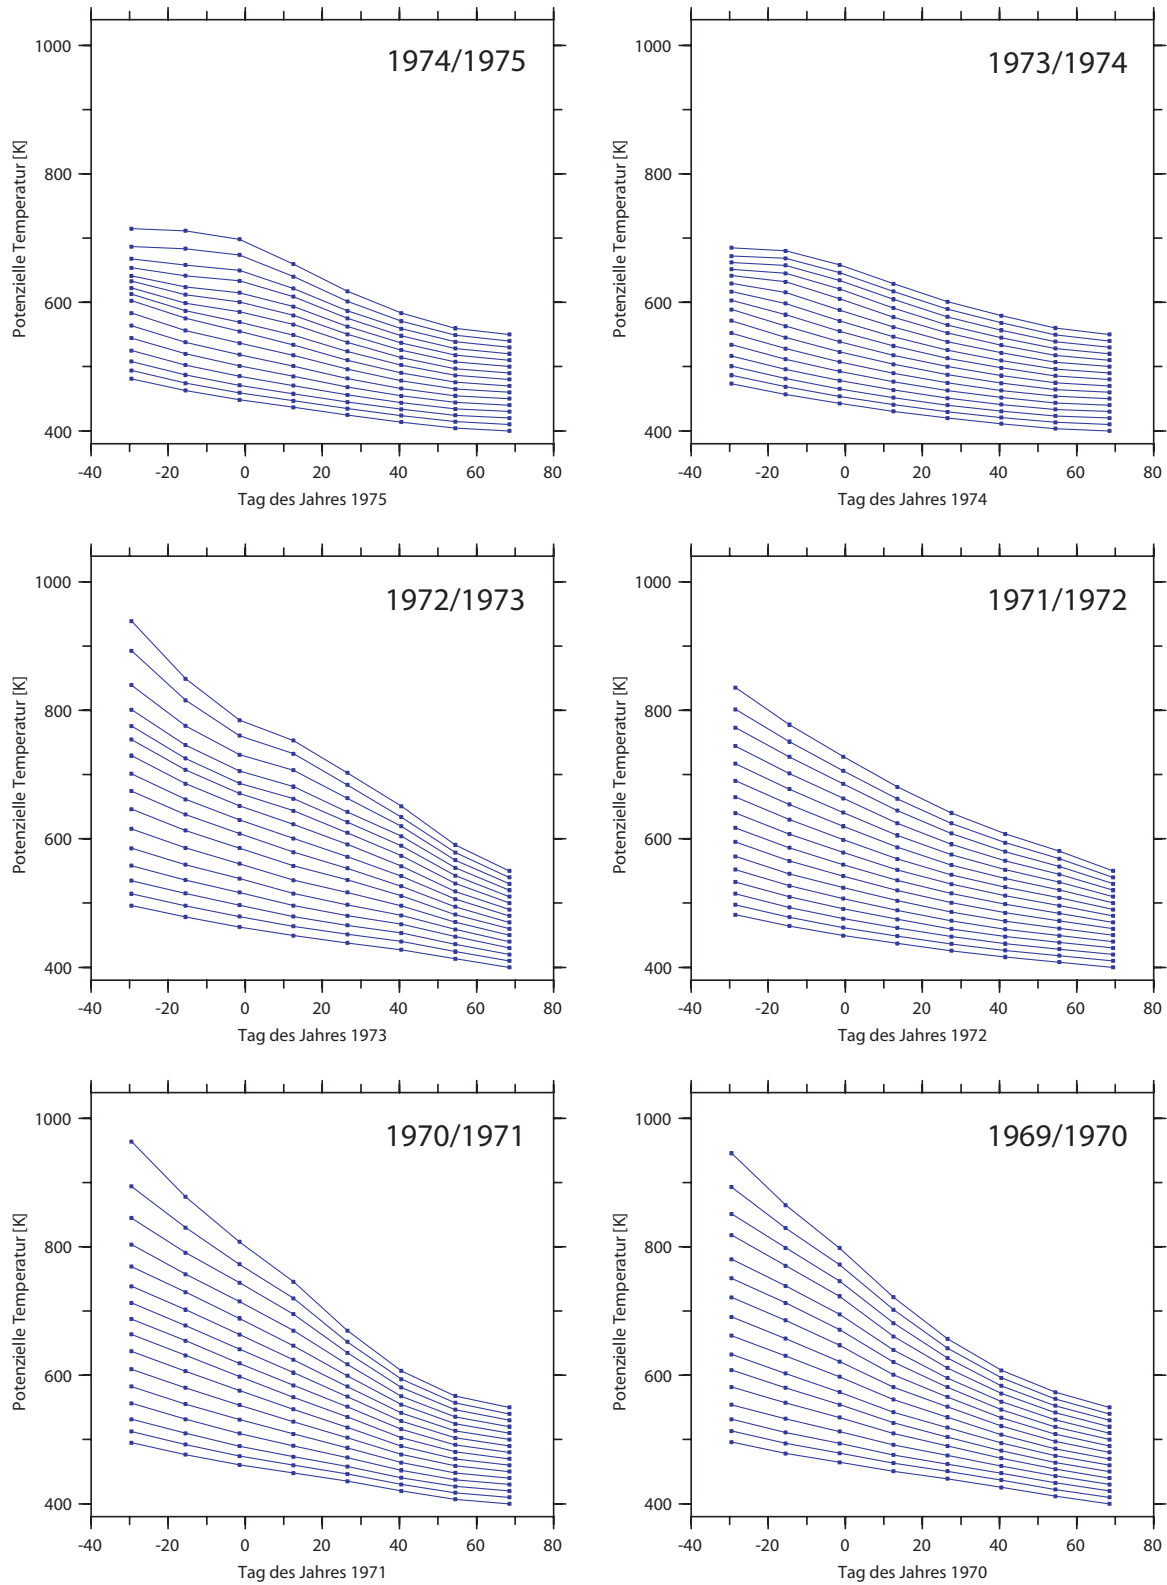 1974/1975
Potenzielle Temperatur [K]
1000
800
600
400
-40 -20 0 20 40 60 80
Tag des Jahres 1975
1973/1974
Potenzielle Temperatur [K]
1000
800
600
400
-40 -20 0 20 40 60 80
Tag des Jahres 1974
1972/1973
Potenzielle Temperatur [K]
1000
800
600
400
-40 -20 0 20 40 60 80
Tag des Jahres 1973
1971/1972
Potenzielle Temperatur [K]
1000
800
600
400
-40 -20 0 20 40 60 80
Tag des Jahres 1972
1970/1971
Potenzielle Temperatur [K]
1000
800
600
400
-40 -20 0 20 40 60 80
Tag des Jahres 1971
1969/1970
Potenzielle Temperatur [K]
1000
800
600
400
-40 -20 0 20 40 60 80
Tag des Jahres 1970